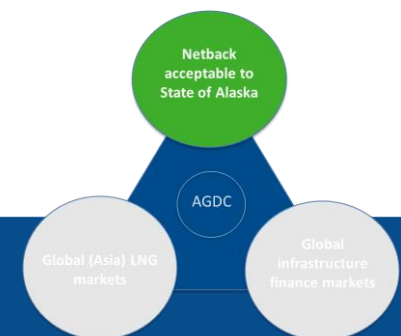 Netback
acceptable to
State of Alaska
AGDC
Global (Asia) LNG
markets
Global
infrastructure
finance markets